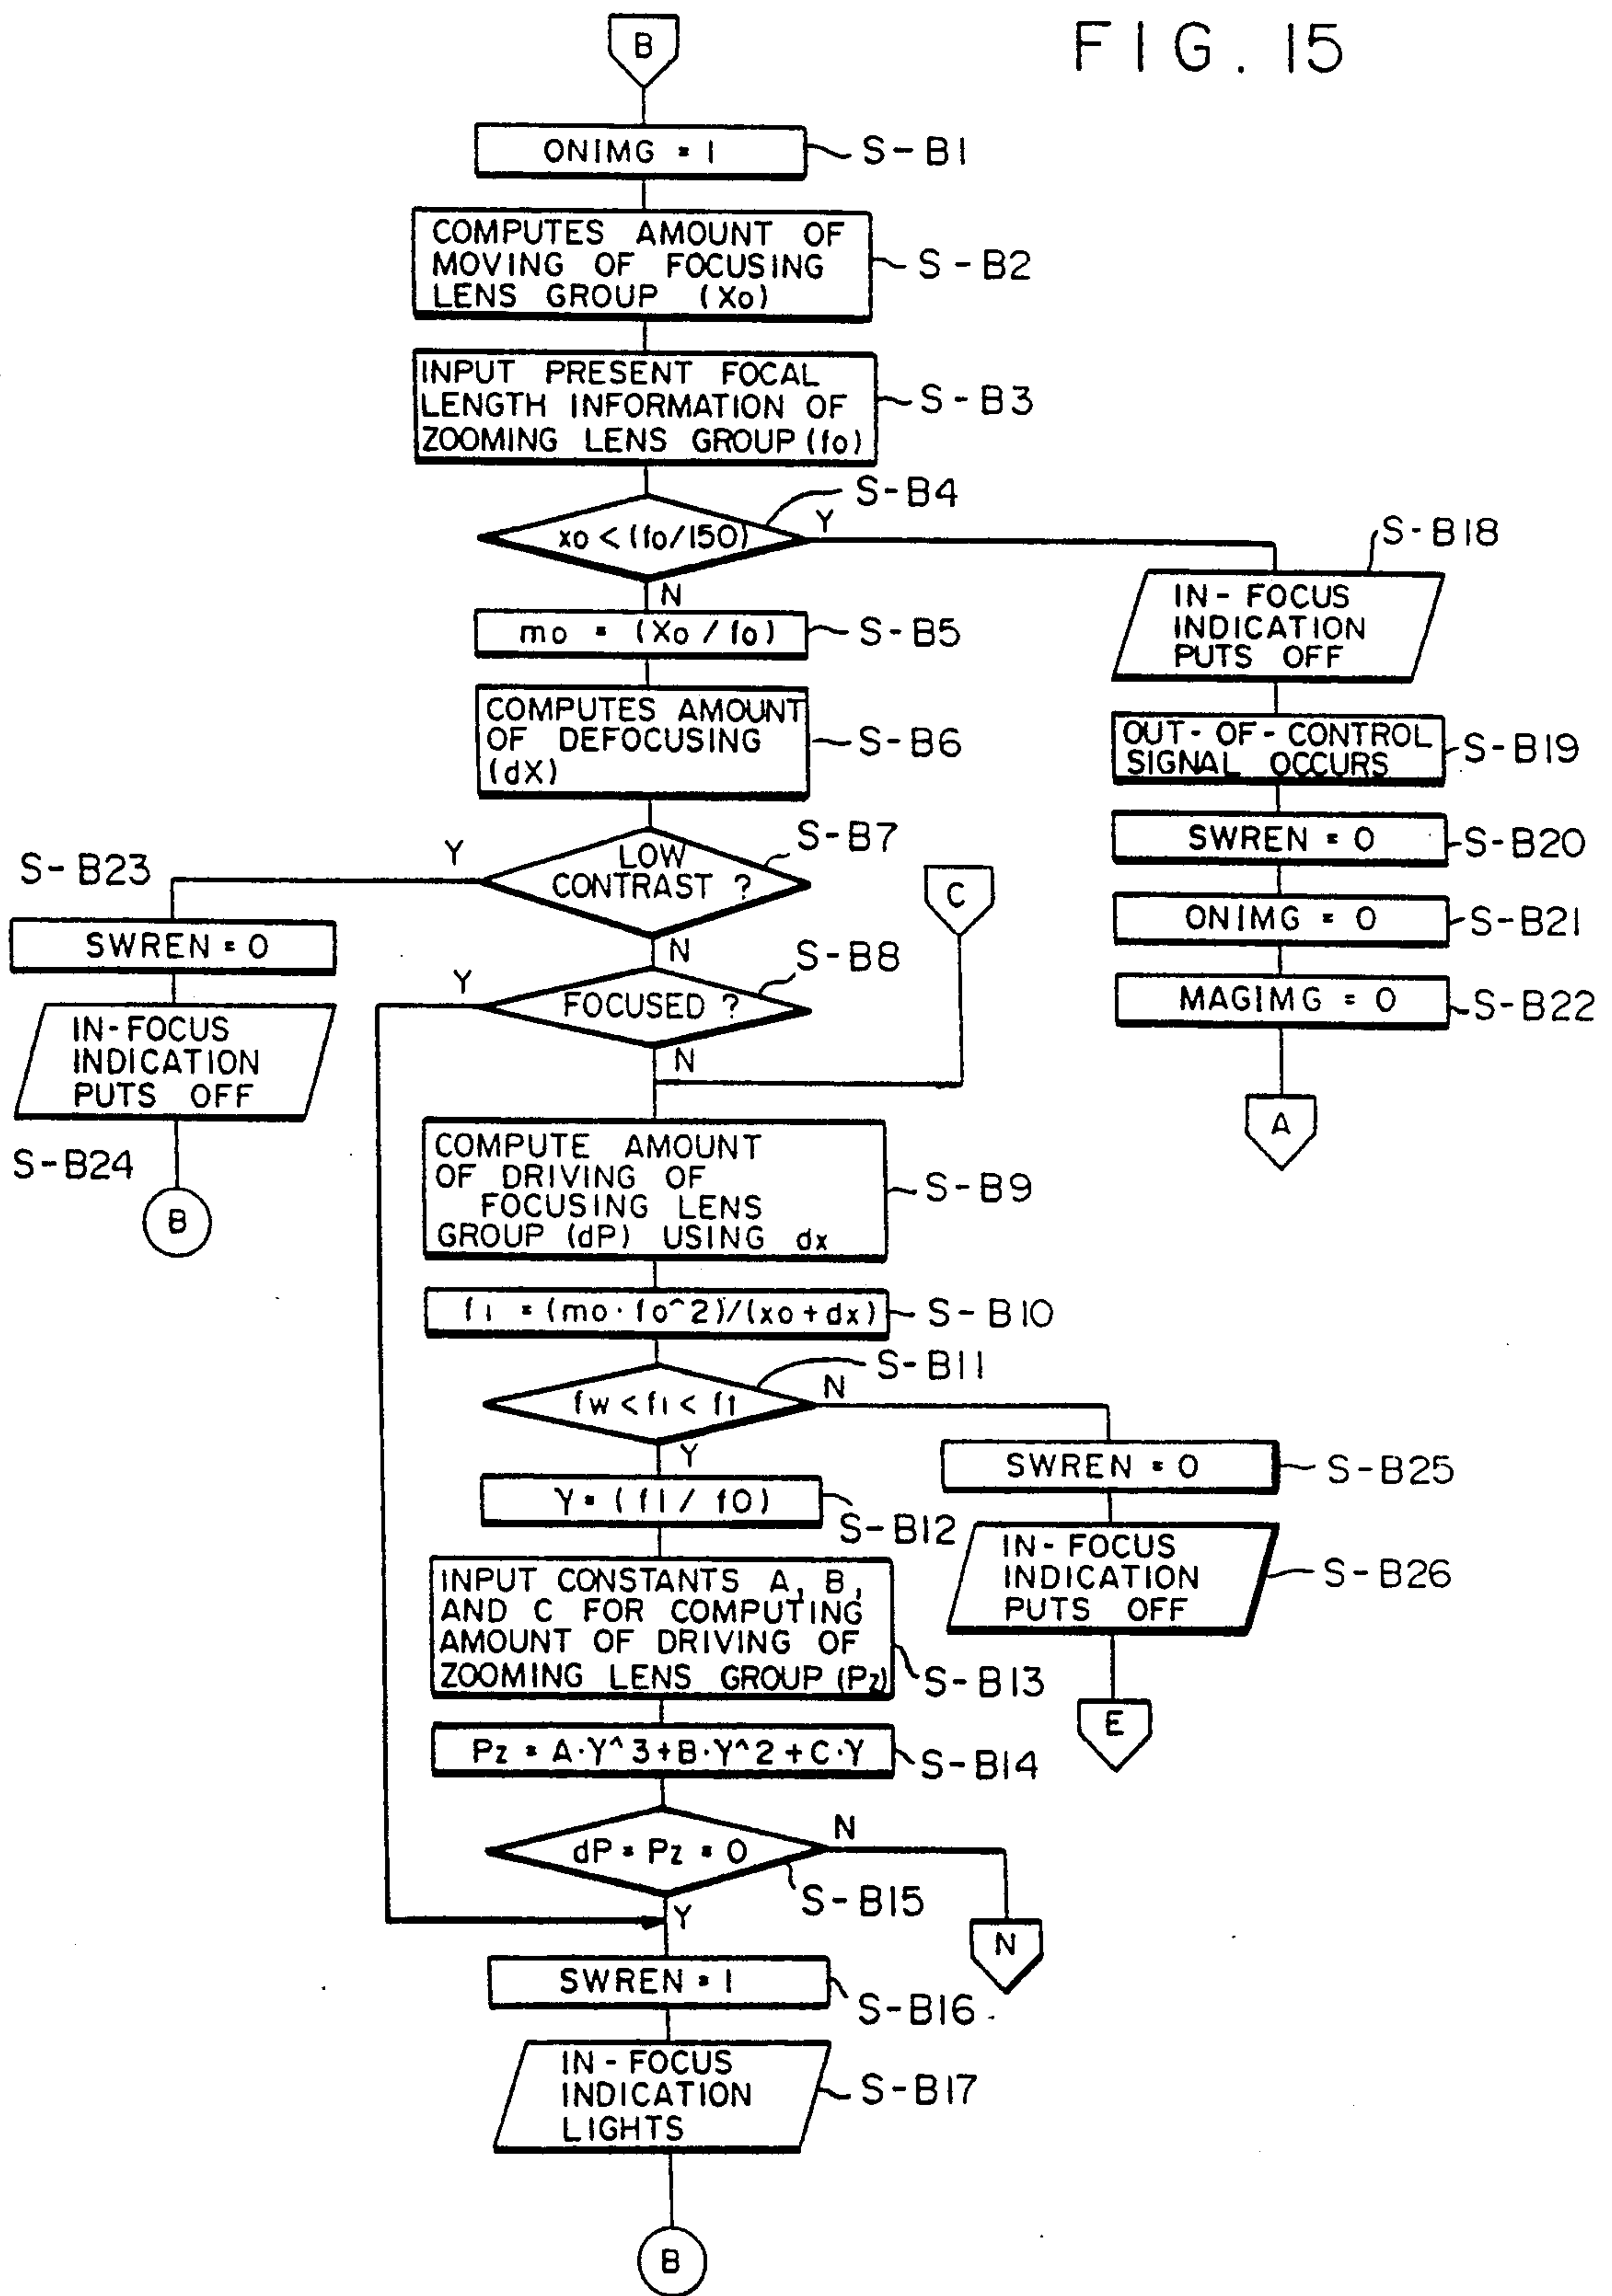 FIG. 15
B
ONIMG = 1
S-B1
COMPUTES AMOUNT OF
MOVING OF FOCUSING
LENS GROUP (Xo)
S-B2
INPUT PRESENT FOCAL
LENGTH INFORMATION OF
ZOOMING LENS GROUP (fo)
S-B3
S-B4
xo < (fo/150)
Y
N
mo = (Xo / fo)
S-B5
COMPUTES AMOUNT
OF DEFOCUSING
(dX)
S-B6
S-B7
LOW
CONTRAST ?
Y
N
S-B8
FOCUSED ?
Y
N
C
COMPUTE AMOUNT
OF DRIVING OF
FOCUSING LENS
GROUP (dP) USING dx
S-B9
f1 = (mo·fo^2)/(xo+dx)
S-B10
S-B11
fw < f1 < ft
N
Y
Y = (f1 / f0)
S-B12
INPUT CONSTANTS A, B,
AND C FOR COMPUTING
AMOUNT OF DRIVING OF
ZOOMING LENS GROUP (Pz)
S-B13
Pz = A·Y^3+B·Y^2+C·Y
S-B14
dP = Pz = 0
N
S-B15
Y
N
SWREN = 1
S-B16
IN-FOCUS
INDICATION
LIGHTS
S-B17
B
S-B18
IN-FOCUS
INDICATION
PUTS OFF
OUT-OF-CONTROL
SIGNAL OCCURS
S-B19
SWREN = 0
S-B20
ONIMG = 0
S-B21
MAGIMG = 0
S-B22
A
S-B23
SWREN = 0
IN-FOCUS
INDICATION
PUTS OFF
S-B24
B
SWREN = 0
S-B25
IN-FOCUS
INDICATION
PUTS OFF
S-B26
E